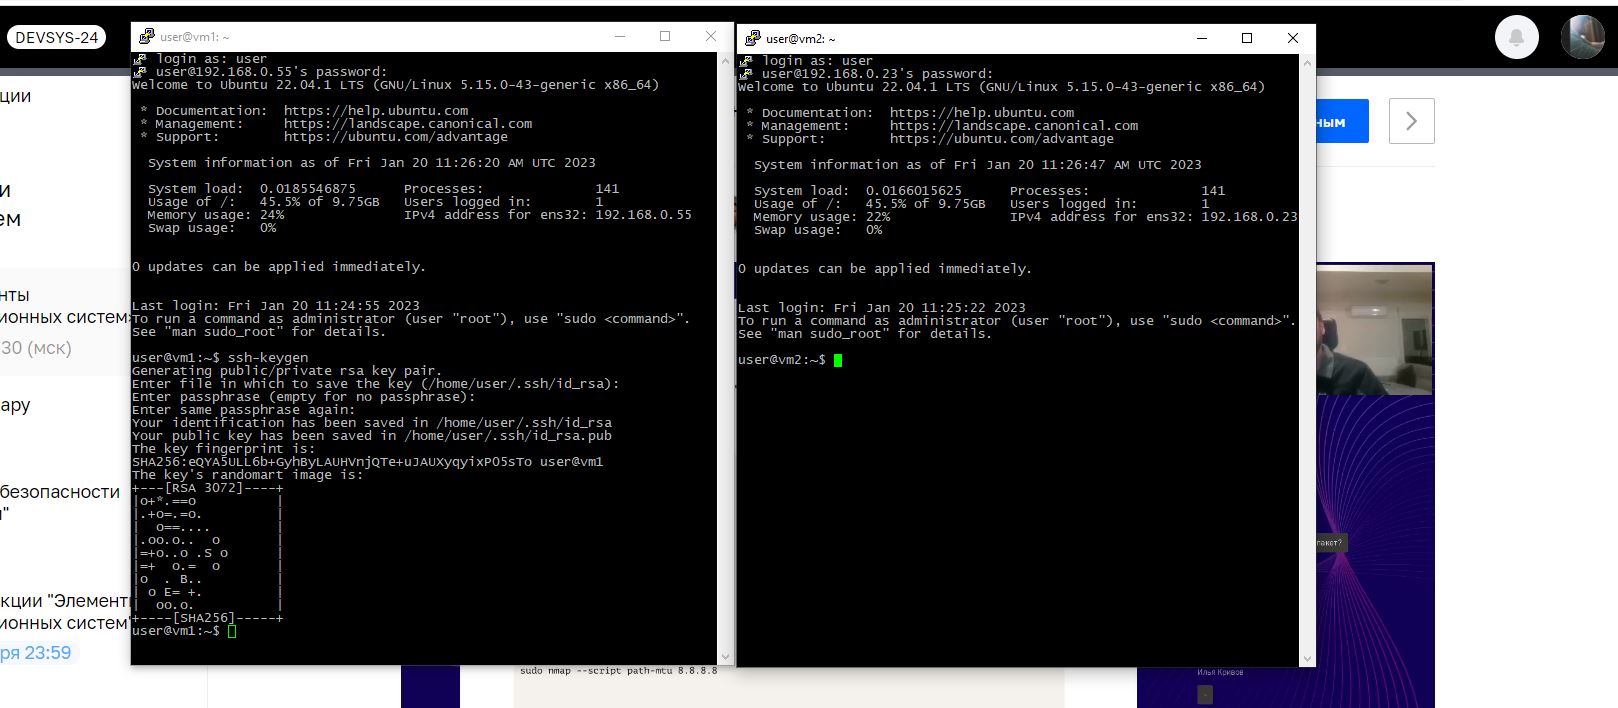 DEVSYS-24
ции
и
ем
нты
ионных систем
30 (мск)
ару
безопасности
"
кции "Элементы
ионных систем"
ря 23:59
user@vm1: ~
login as: user
user@192.168.0.55's password:
Welcome to Ubuntu 22.04.1 LTS (GNU/Linux 5.15.0-43-generic x86_64)
* Documentation:  https://help.ubuntu.com
* Management:     https://landscape.canonical.com
* Support:        https://ubuntu.com/advantage
System information as of Fri Jan 20 11:26:20 AM UTC 2023
System load:  0.0185546875      Processes:              141
Usage of /:   45.5% of 9.75GB   Users logged in:        1
Memory usage: 24%               IPv4 address for ens32: 192.168.0.55
Swap usage:   0%
0 updates can be applied immediately.
Last login: Fri Jan 20 11:24:55 2023
To run a command as administrator (user "root"), use "sudo <command>".
See "man sudo_root" for details.
user@vm1:~$ ssh-keygen
Generating public/private rsa key pair.
Enter file in which to save the key (/home/user/.ssh/id_rsa):
Enter passphrase (empty for no passphrase):
Enter same passphrase again:
Your identification has been saved in /home/user/.ssh/id_rsa
Your public key has been saved in /home/user/.ssh/id_rsa.pub
The key fingerprint is:
SHA256:eQYA5ULL6b+GyhByLAUHVnjQTe+uJAUXyqyixP05sTo user@vm1
The key's randomart image is:
+---[RSA 3072]----+
|o+*.==o          |
|.+o=.=o.         |
|  o==....        |
|.oo.o..  o       |
|=+o..o .S o      |
|=+  o.=  o       |
|o  . B..         |
| o E= +.         |
|  oo.o.          |
+----[SHA256]-----+
user@vm1:~$
user@vm2: ~
login as: user
user@192.168.0.23's password:
Welcome to Ubuntu 22.04.1 LTS (GNU/Linux 5.15.0-43-generic x86_64)
* Documentation:  https://help.ubuntu.com
* Management:     https://landscape.canonical.com
* Support:        https://ubuntu.com/advantage
System information as of Fri Jan 20 11:26:47 AM UTC 2023
System load:  0.0166015625      Processes:              141
Usage of /:   45.5% of 9.75GB   Users logged in:        1
Memory usage: 22%               IPv4 address for ens32: 192.168.0.23
Swap usage:   0%
0 updates can be applied immediately.
Last login: Fri Jan 20 11:25:22 2023
To run a command as administrator (user "root"), use "sudo <command>".
See "man sudo_root" for details.
user@vm2:~$
ным
пакет?
sudo nmap --script path-mtu 8.8.8.8
Илья Кривов